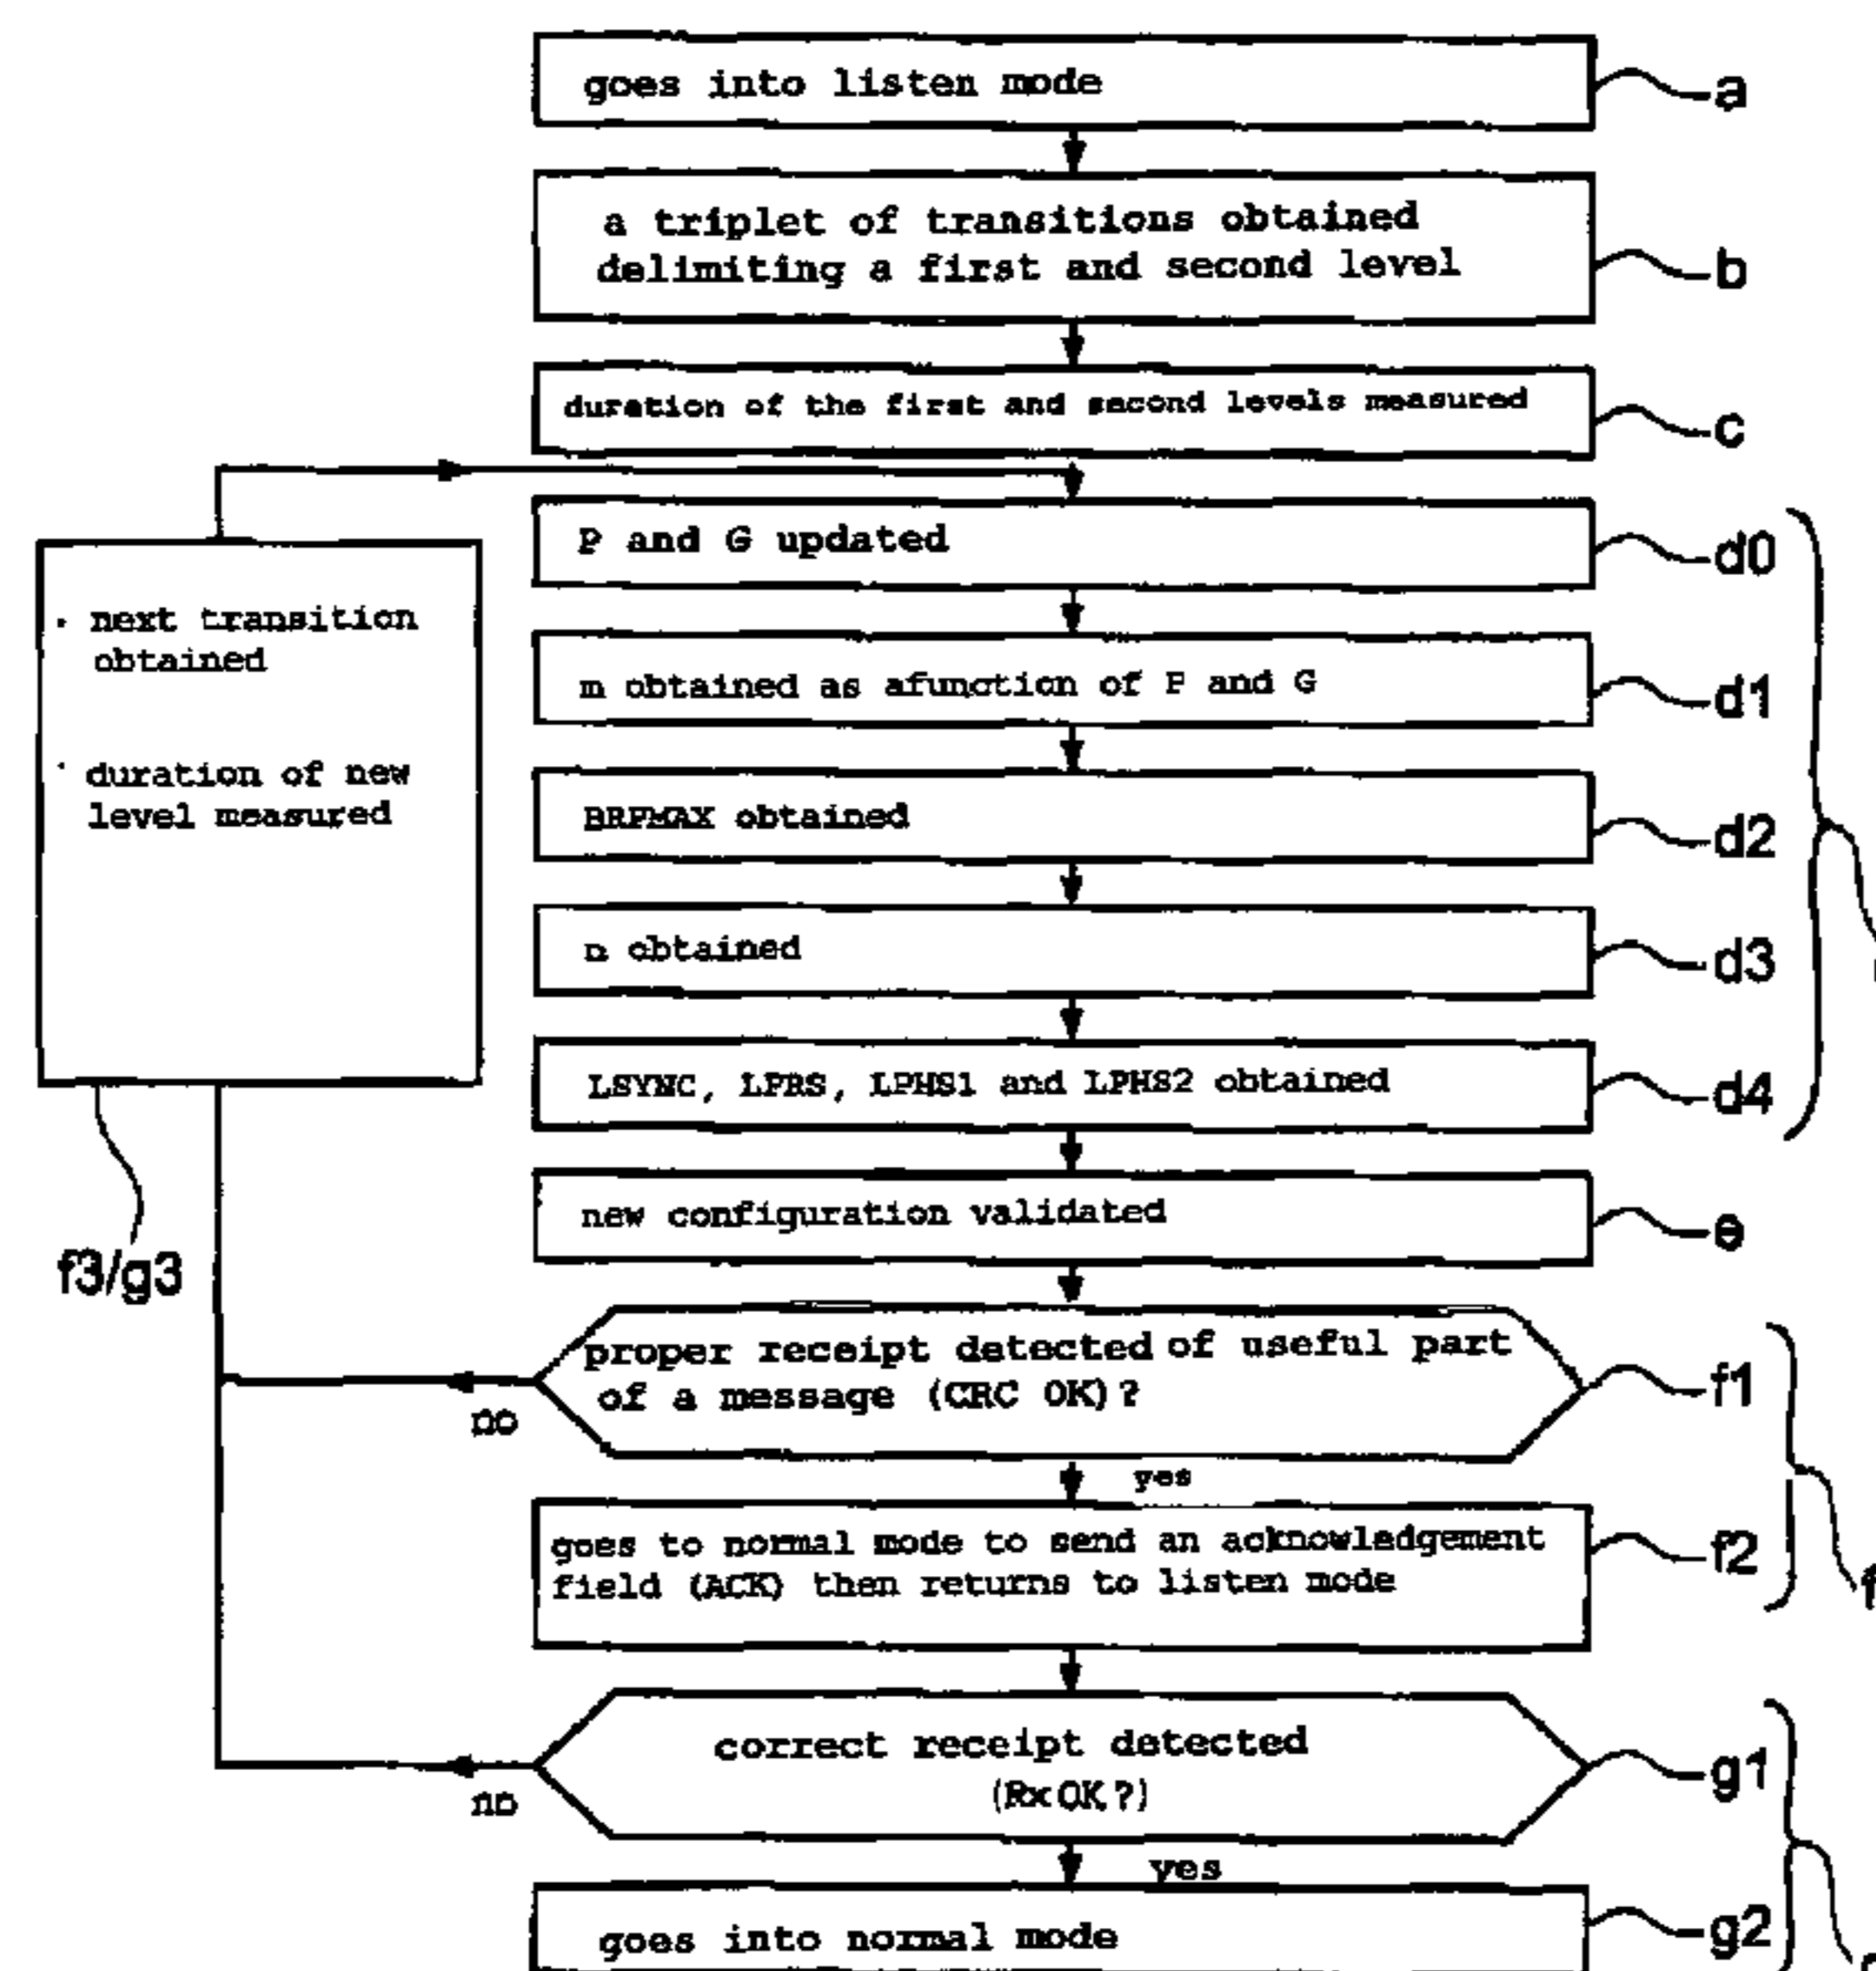 goes into listen mode
a
a triplet of transitions obtained
delimiting a first and second level
b
duration of the first and second levels measured
c
P and G updated
d0
m obtained as afunction of P and G
d1
BRPMAX obtained
d2
n obtained
d3
LSYNC, LPRS, LPHS1 and LPHS2 obtained
d4
· next transition
obtained
· duration of new
level measured
f3/g3
new configuration validated
e
proper receipt detected of useful part
of a message (CRC OK)?
f1
no
yes
goes to normal mode to send an acknowledgement
field (ACK) then returns to listen mode
f2
f
correct receipt detected
(Rx OK?)
g1
no
yes
goes into normal mode
g2